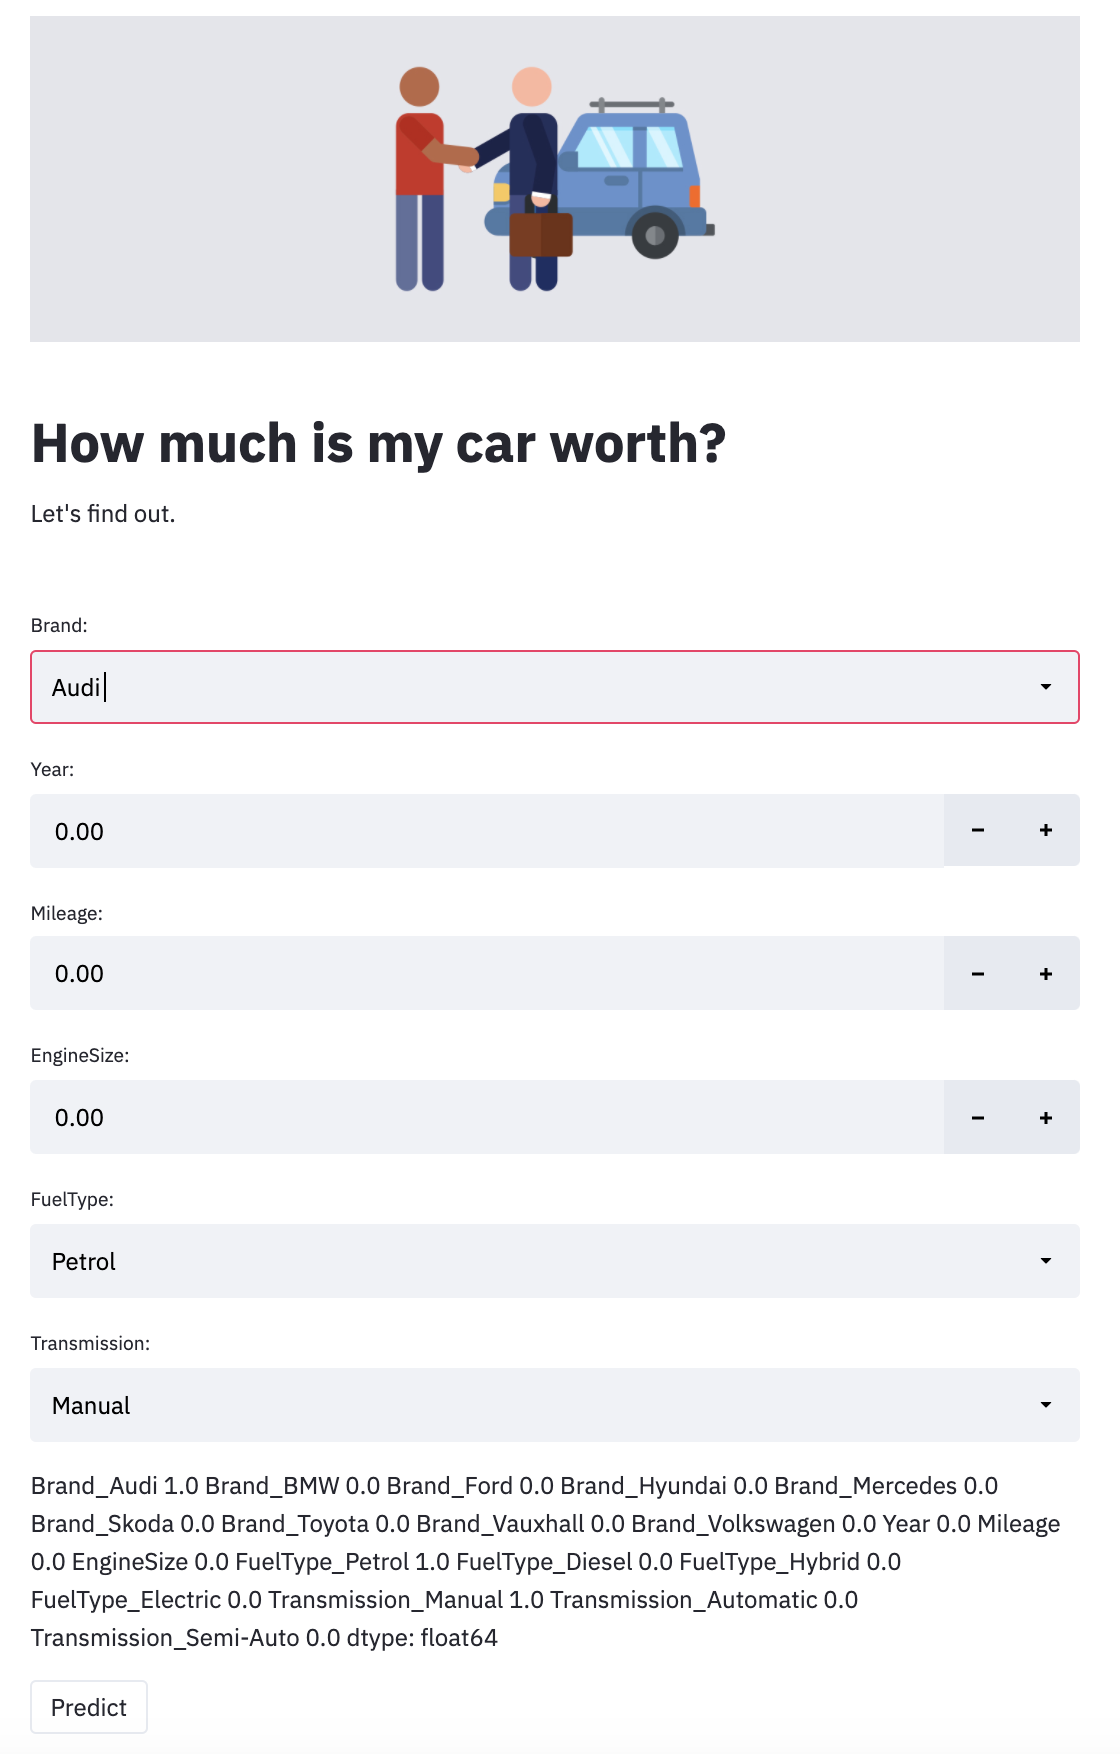 How much is my car worth?
Let's find out.
Brand:
Audi
Year:
0.00 − +
Mileage:
0.00 − +
EngineSize:
0.00 − +
FuelType:
Petrol
Transmission:
Manual
Brand_Audi 1.0 Brand_BMW 0.0 Brand_Ford 0.0 Brand_Hyundai 0.0 Brand_Mercedes 0.0
Brand_Skoda 0.0 Brand_Toyota 0.0 Brand_Vauxhall 0.0 Brand_Volkswagen 0.0 Year 0.0 Mileage
0.0 EngineSize 0.0 FuelType_Petrol 1.0 FuelType_Diesel 0.0 FuelType_Hybrid 0.0
FuelType_Electric 0.0 Transmission_Manual 1.0 Transmission_Automatic 0.0
Transmission_Semi-Auto 0.0 dtype: float64
Predict